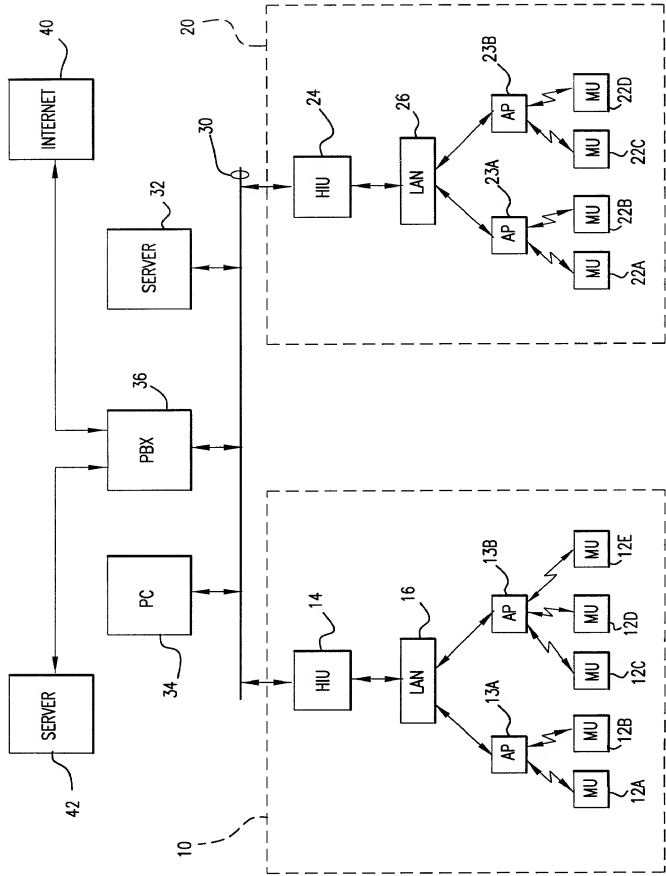 SERVER
42
INTERNET
40
PC
34
PBX
36
SERVER
32
30
10
HIU
14
LAN
16
AP
13A
AP
13B
MU
12A
MU
12B
MU
12C
MU
12D
MU
12E
20
HIU
24
LAN
26
AP
23A
AP
23B
MU
22A
MU
22B
MU
22C
MU
22D